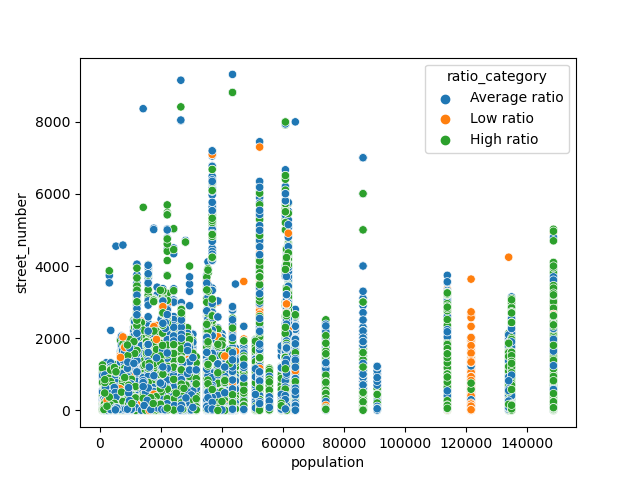 ratio_category
Average ratio
Low ratio
High ratio
street_number
8000
6000
4000
2000
0
0 20000 40000 60000 80000 100000 120000 140000
population